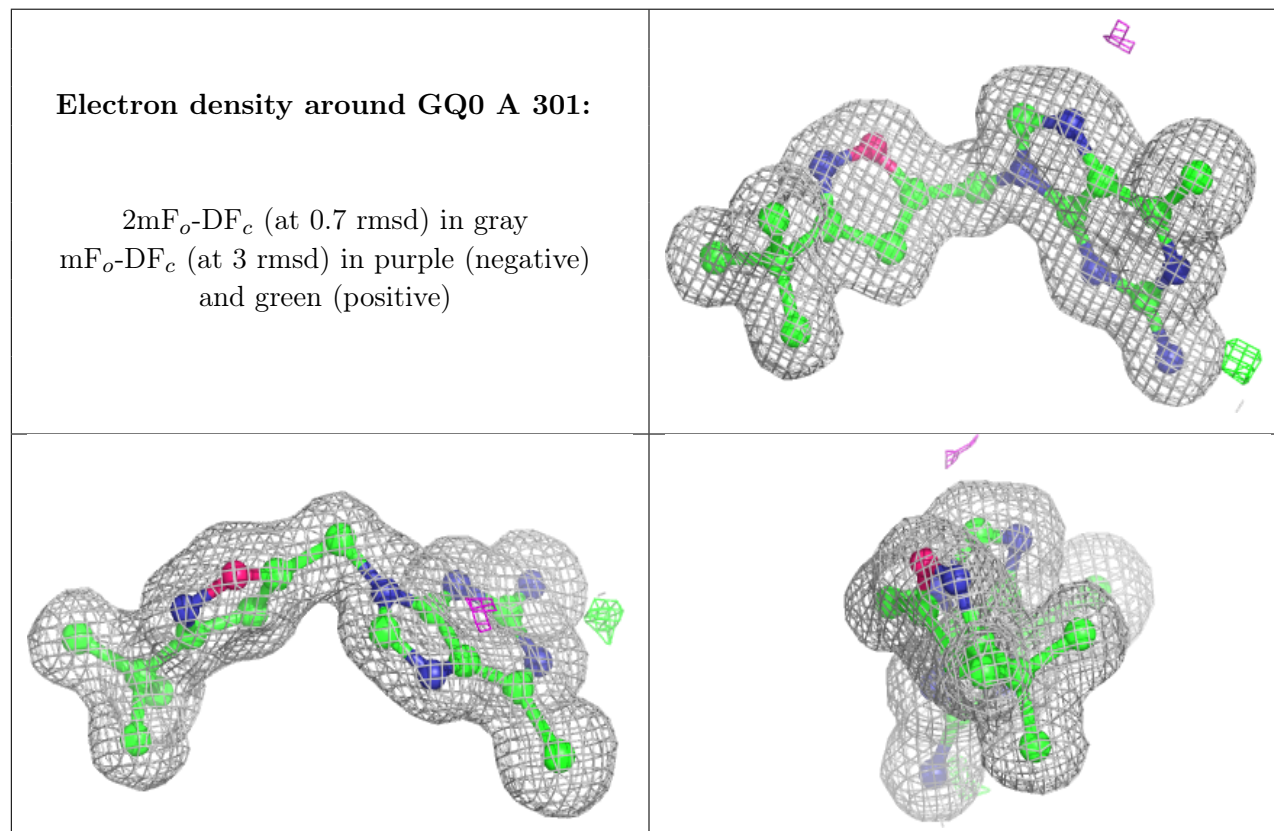 Electron density around GQ0 A 301:
2mFo-DFc (at 0.7 rmsd) in gray
mFo-DFc (at 3 rmsd) in purple (negative)
and green (positive)